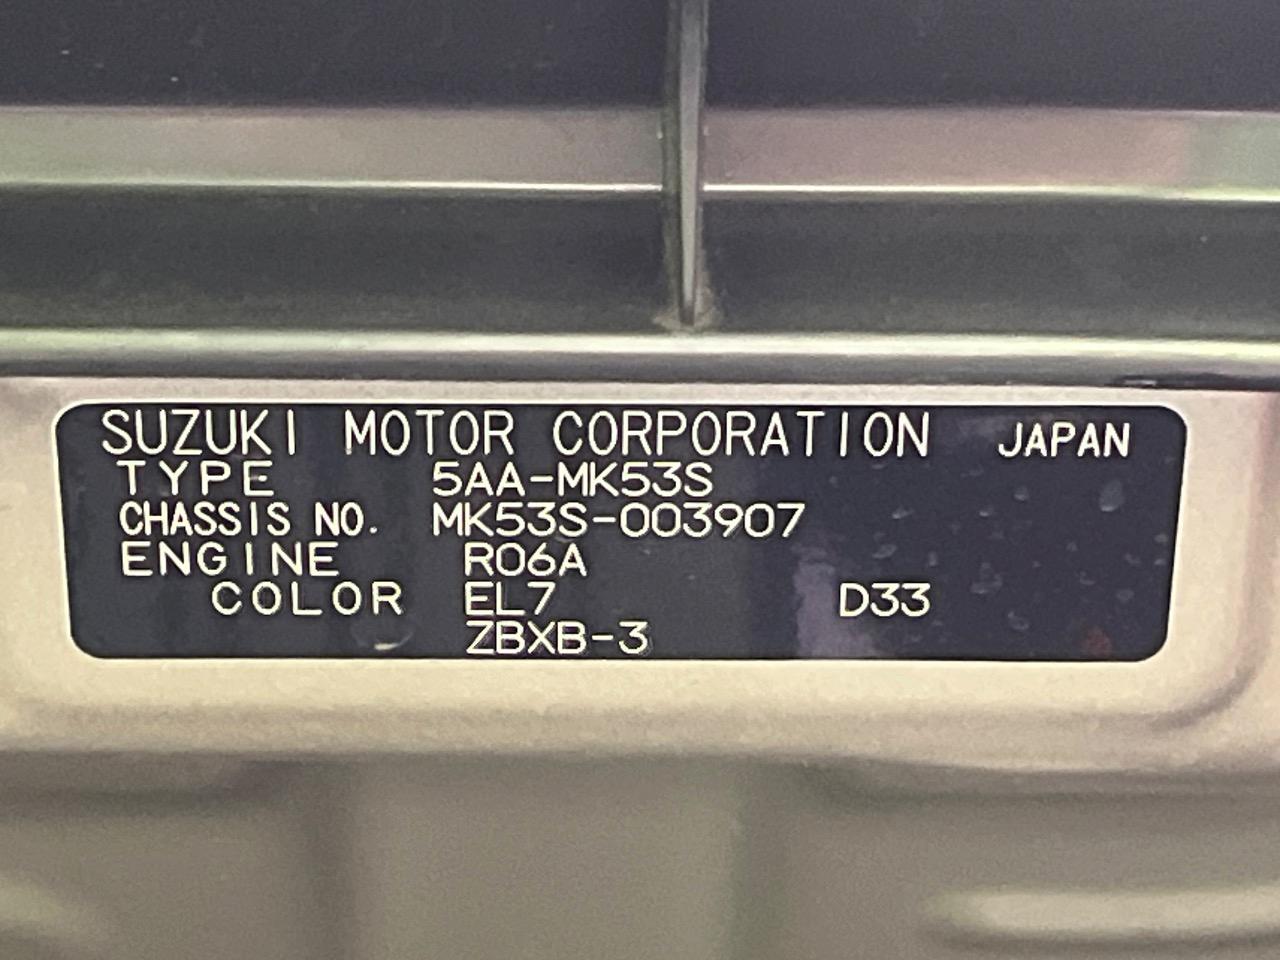 SUZUKI MOTOR CORPORATION JAPAN
TYPE 5AA-MK53S
CHASSIS NO. MK53S-003907
ENGINE R06A
COLOR EL7 D33
ZBXB-3